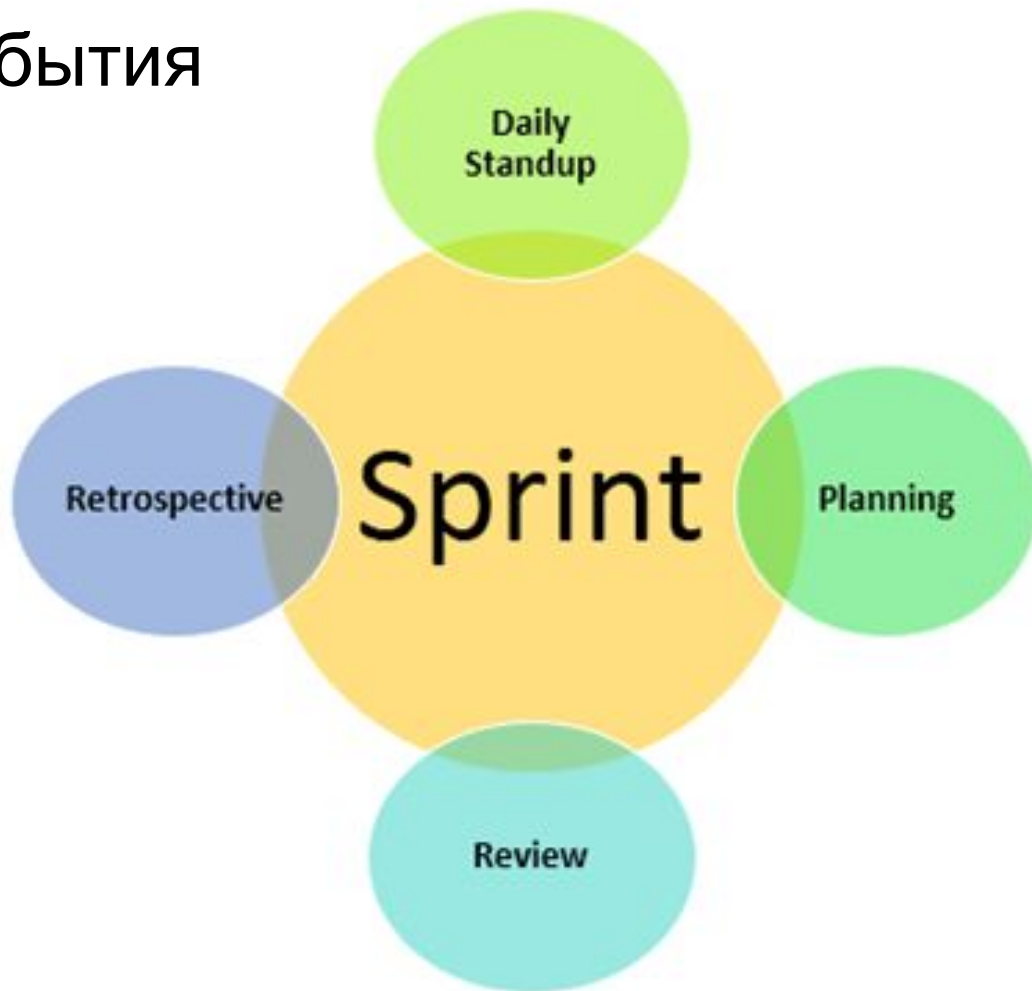 бытия
Daily
Standup
Retrospective
Sprint
Planning
Review